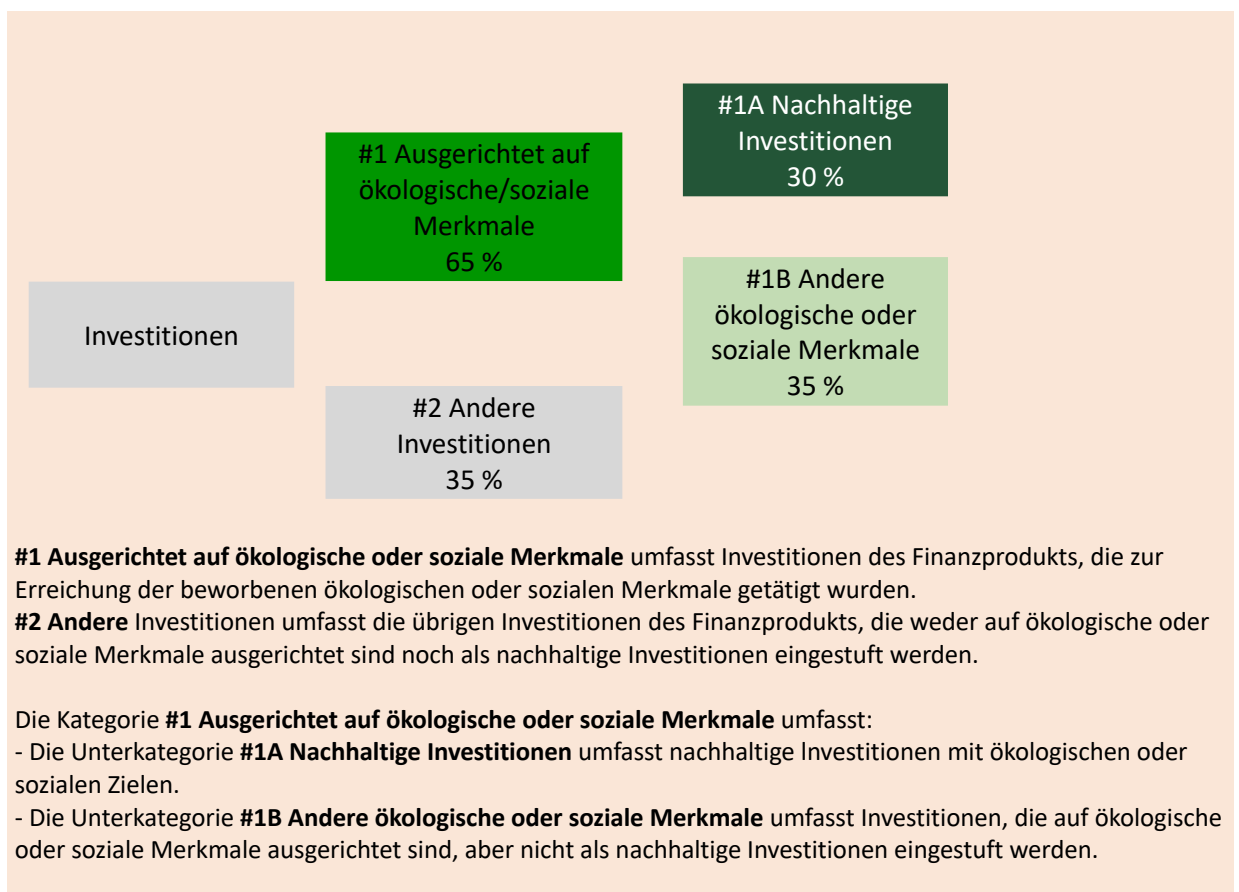 #1A Nachhaltige
Investitionen
30 %
#1 Ausgerichtet auf
ökologische/soziale
Merkmale
65 %
#1B Andere
ökologische oder
soziale Merkmale
35 %
Investitionen
#2 Andere
Investitionen
35 %
#1 Ausgerichtet auf ökologische oder soziale Merkmale umfasst Investitionen des Finanzprodukts, die zur
Erreichung der beworbenen ökologischen oder sozialen Merkmale getätigt wurden.
#2 Andere Investitionen umfasst die übrigen Investitionen des Finanzprodukts, die weder auf ökologische oder
soziale Merkmale ausgerichtet sind noch als nachhaltige Investitionen eingestuft werden.
Die Kategorie #1 Ausgerichtet auf ökologische oder soziale Merkmale umfasst:
- Die Unterkategorie #1A Nachhaltige Investitionen umfasst nachhaltige Investitionen mit ökologischen oder
sozialen Zielen.
- Die Unterkategorie #1B Andere ökologische oder soziale Merkmale umfasst Investitionen, die auf ökologische
oder soziale Merkmale ausgerichtet sind, aber nicht als nachhaltige Investitionen eingestuft werden.